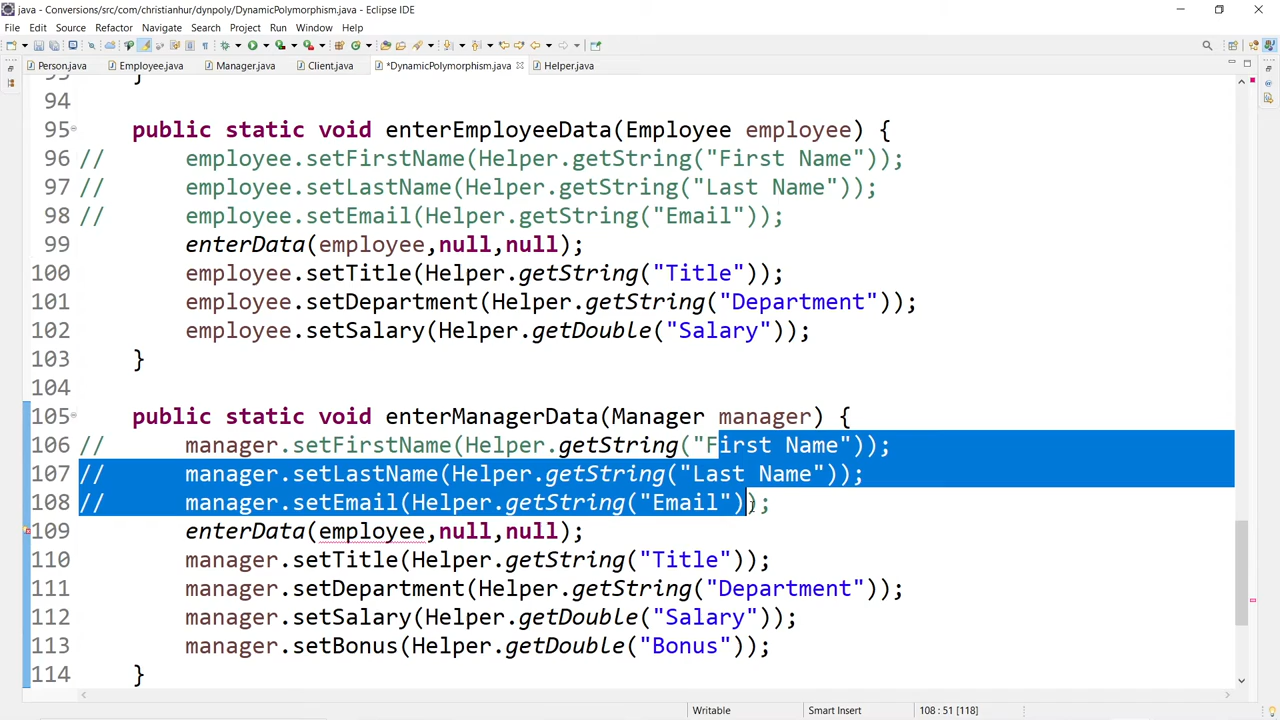 java - Conversions/src/com/christianhur/dynpoly/DynamicPolymorphism.java - Eclipse IDE
File Edit Source Refactor Navigate Search Project Run Window Help
Person.java Employee.java Manager.java Client.java *DynamicPolymorphism.java Helper.java
93 }
94
95 public static void enterEmployeeData(Employee employee) {
96 // employee.setFirstName(Helper.getString("First Name"));
97 // employee.setLastName(Helper.getString("Last Name"));
98 // employee.setEmail(Helper.getString("Email"));
99 enterData(employee,null,null);
100 employee.setTitle(Helper.getString("Title"));
101 employee.setDepartment(Helper.getString("Department"));
102 employee.setSalary(Helper.getDouble("Salary"));
103 }
104
105 public static void enterManagerData(Manager manager) {
106 // manager.setFirstName(Helper.getString("First Name"));
107 // manager.setLastName(Helper.getString("Last Name"));
108 // manager.setEmail(Helper.getString("Email"));
109 enterData(employee,null,null);
110 manager.setTitle(Helper.getString("Title"));
111 manager.setDepartment(Helper.getString("Department"));
112 manager.setSalary(Helper.getDouble("Salary"));
113 manager.setBonus(Helper.getDouble("Bonus"));
114 }
Writable Smart Insert 108 : 51 [118]